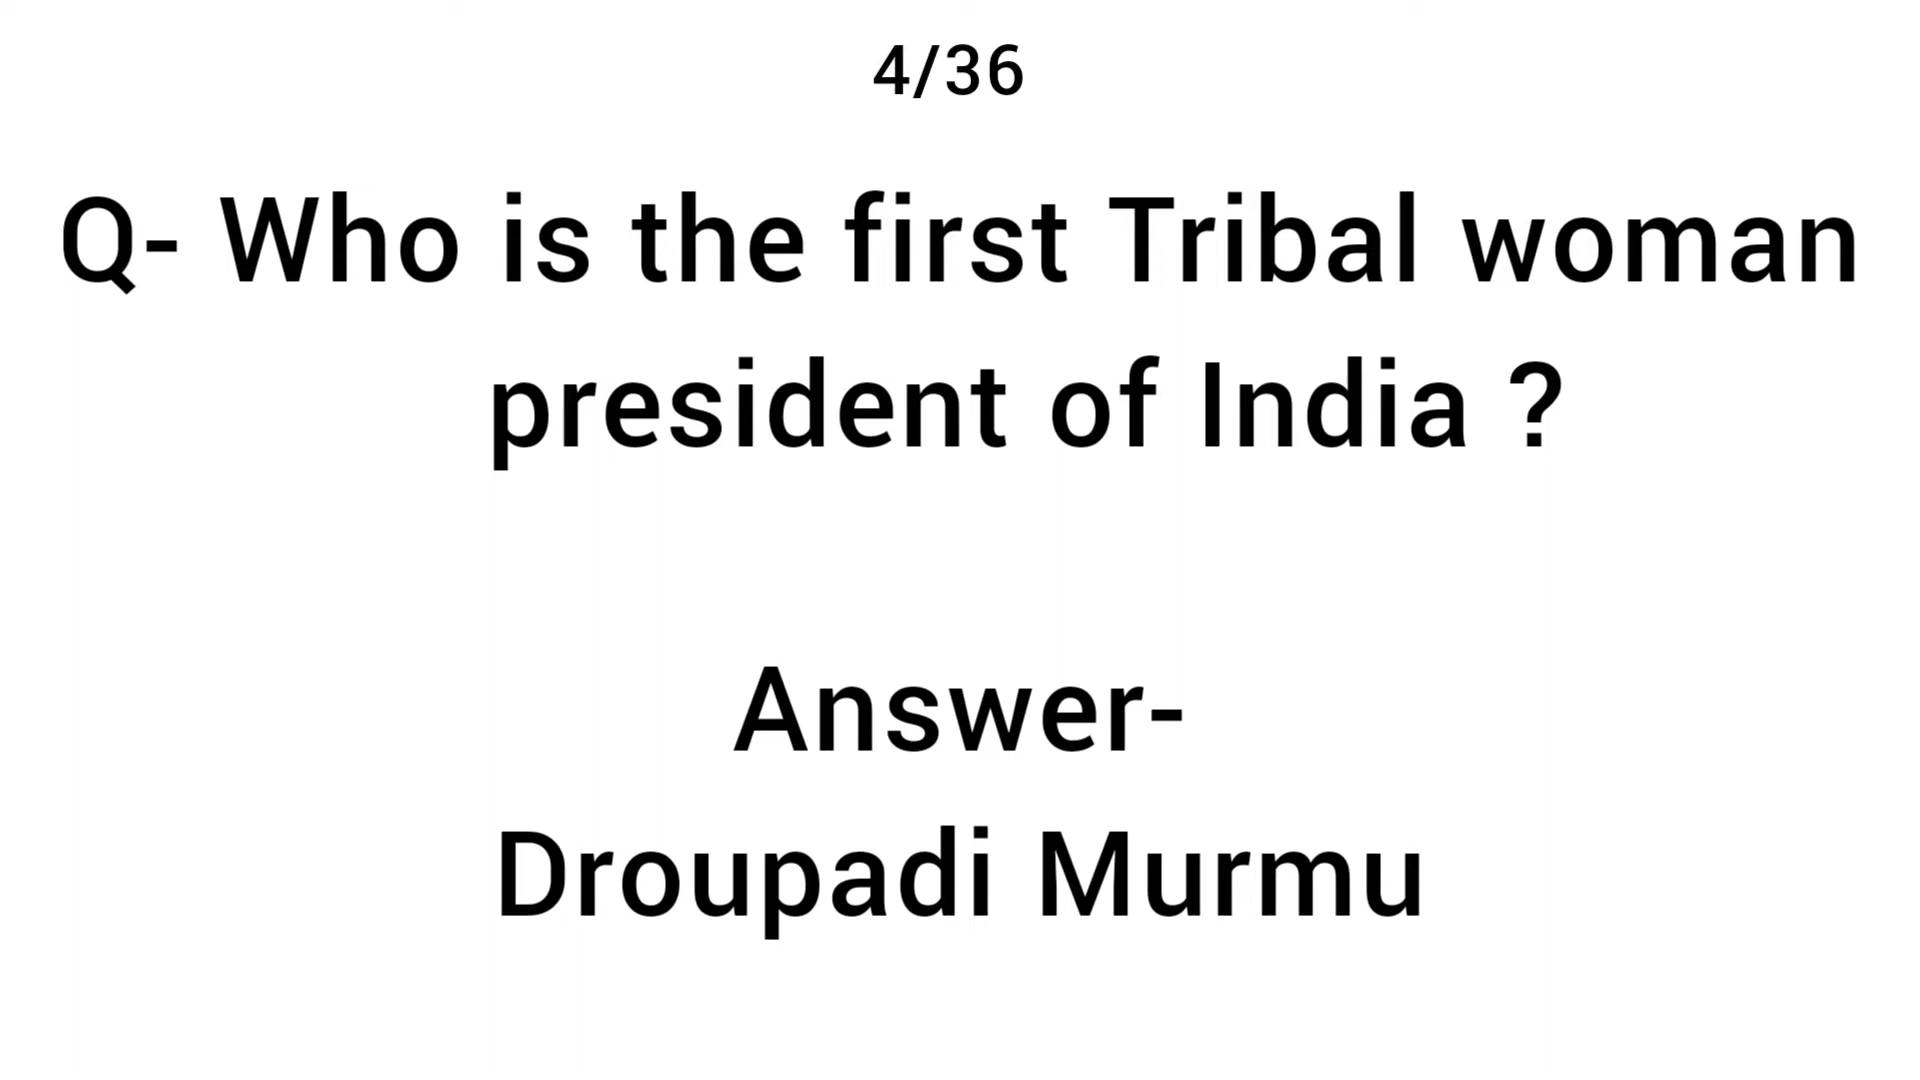 4/36
Q- Who is the first Tribal woman
president of India ?
Answer-
Droupadi Murmu